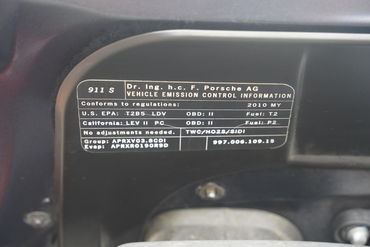 911 S Dr. Ing. h.c. F. Porsche AG
VEHICLE EMISSION CONTROL INFORMATION
Conforms to regulations: 2010 MY
U.S. EPA: T2B5 LDV OBD: II Fuel: T2
California: LEV II PC OBD: II Fuel: P2
No adjustments needed. TWC/HO2S/SIDI
Group: APRXV03.8CDI 997.006.109.15
Evap: